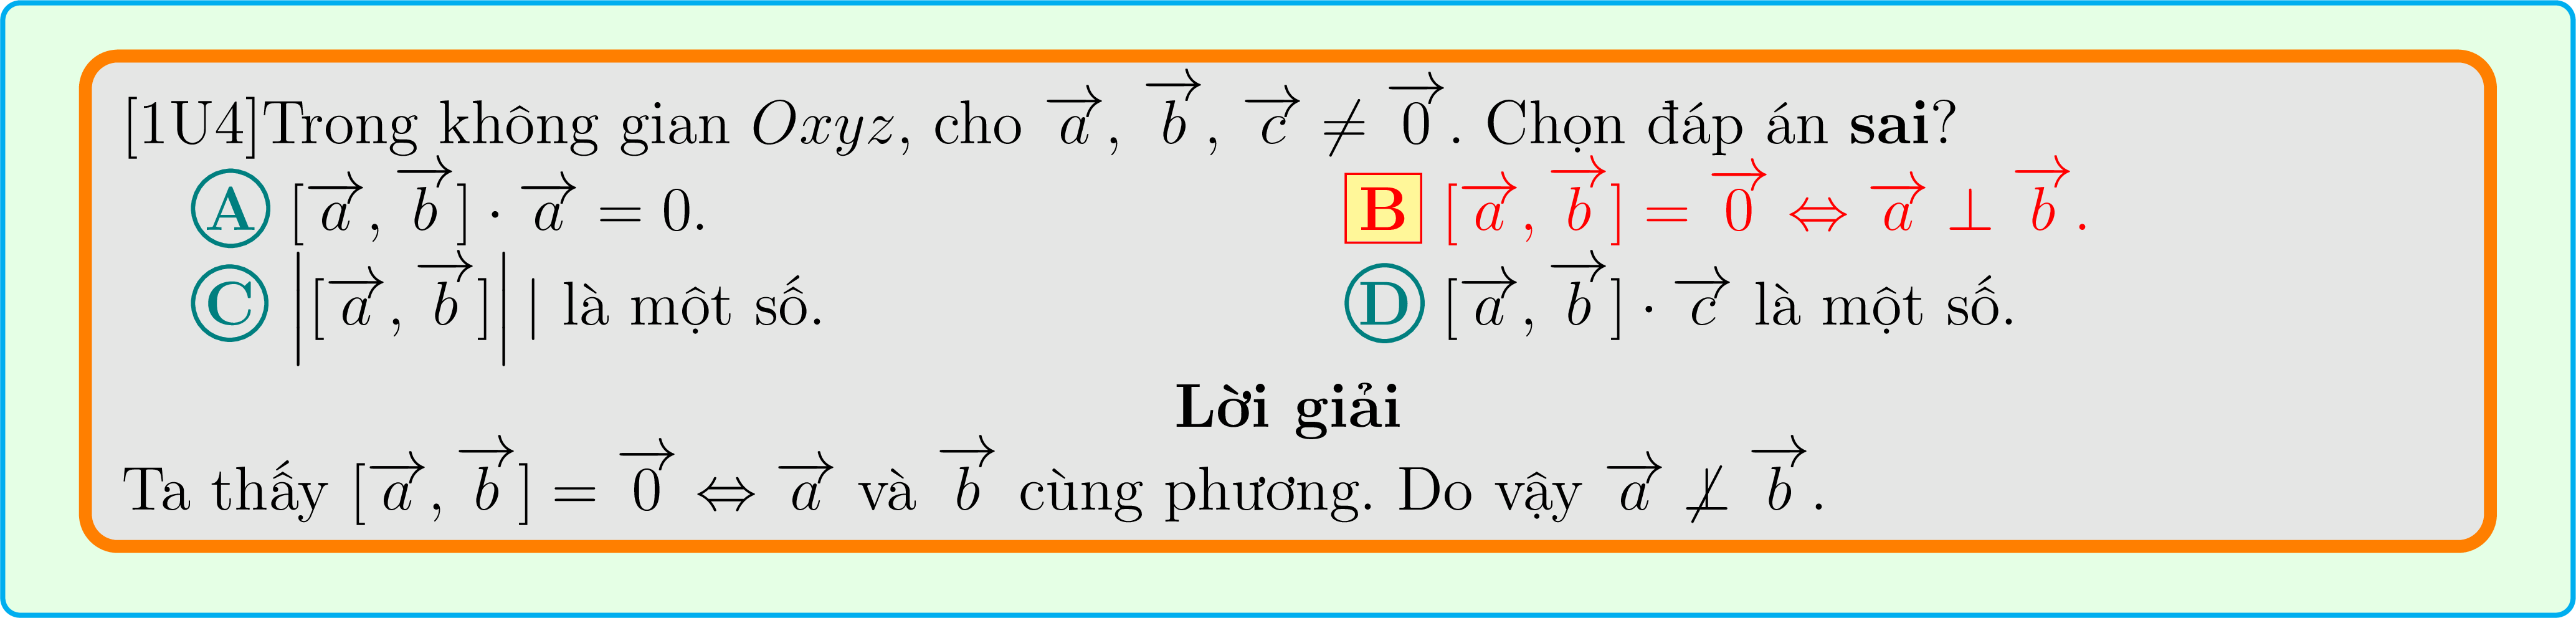 [1U4]Trong không gian $Oxyz$, cho $\overrightarrow{a}$, $\overrightarrow{b}$, $\overrightarrow{c} \neq \overrightarrow{0}$. Chọn đáp án sai?
A $[\overrightarrow{a}, \overrightarrow{b}] \cdot \overrightarrow{a} = 0$. B $[\overrightarrow{a}, \overrightarrow{b}] = \overrightarrow{0} \Leftrightarrow \overrightarrow{a} \perp \overrightarrow{b}$.
C $\left|[\overrightarrow{a}, \overrightarrow{b}]\right| |$ là một số. D $[\overrightarrow{a}, \overrightarrow{b}] \cdot \overrightarrow{c}$ là một số.
Lời giải
Ta thấy $[\overrightarrow{a}, \overrightarrow{b}] = \overrightarrow{0} \Leftrightarrow \overrightarrow{a}$ và $\overrightarrow{b}$ cùng phương. Do vậy $\overrightarrow{a} \not\perp \overrightarrow{b}$.